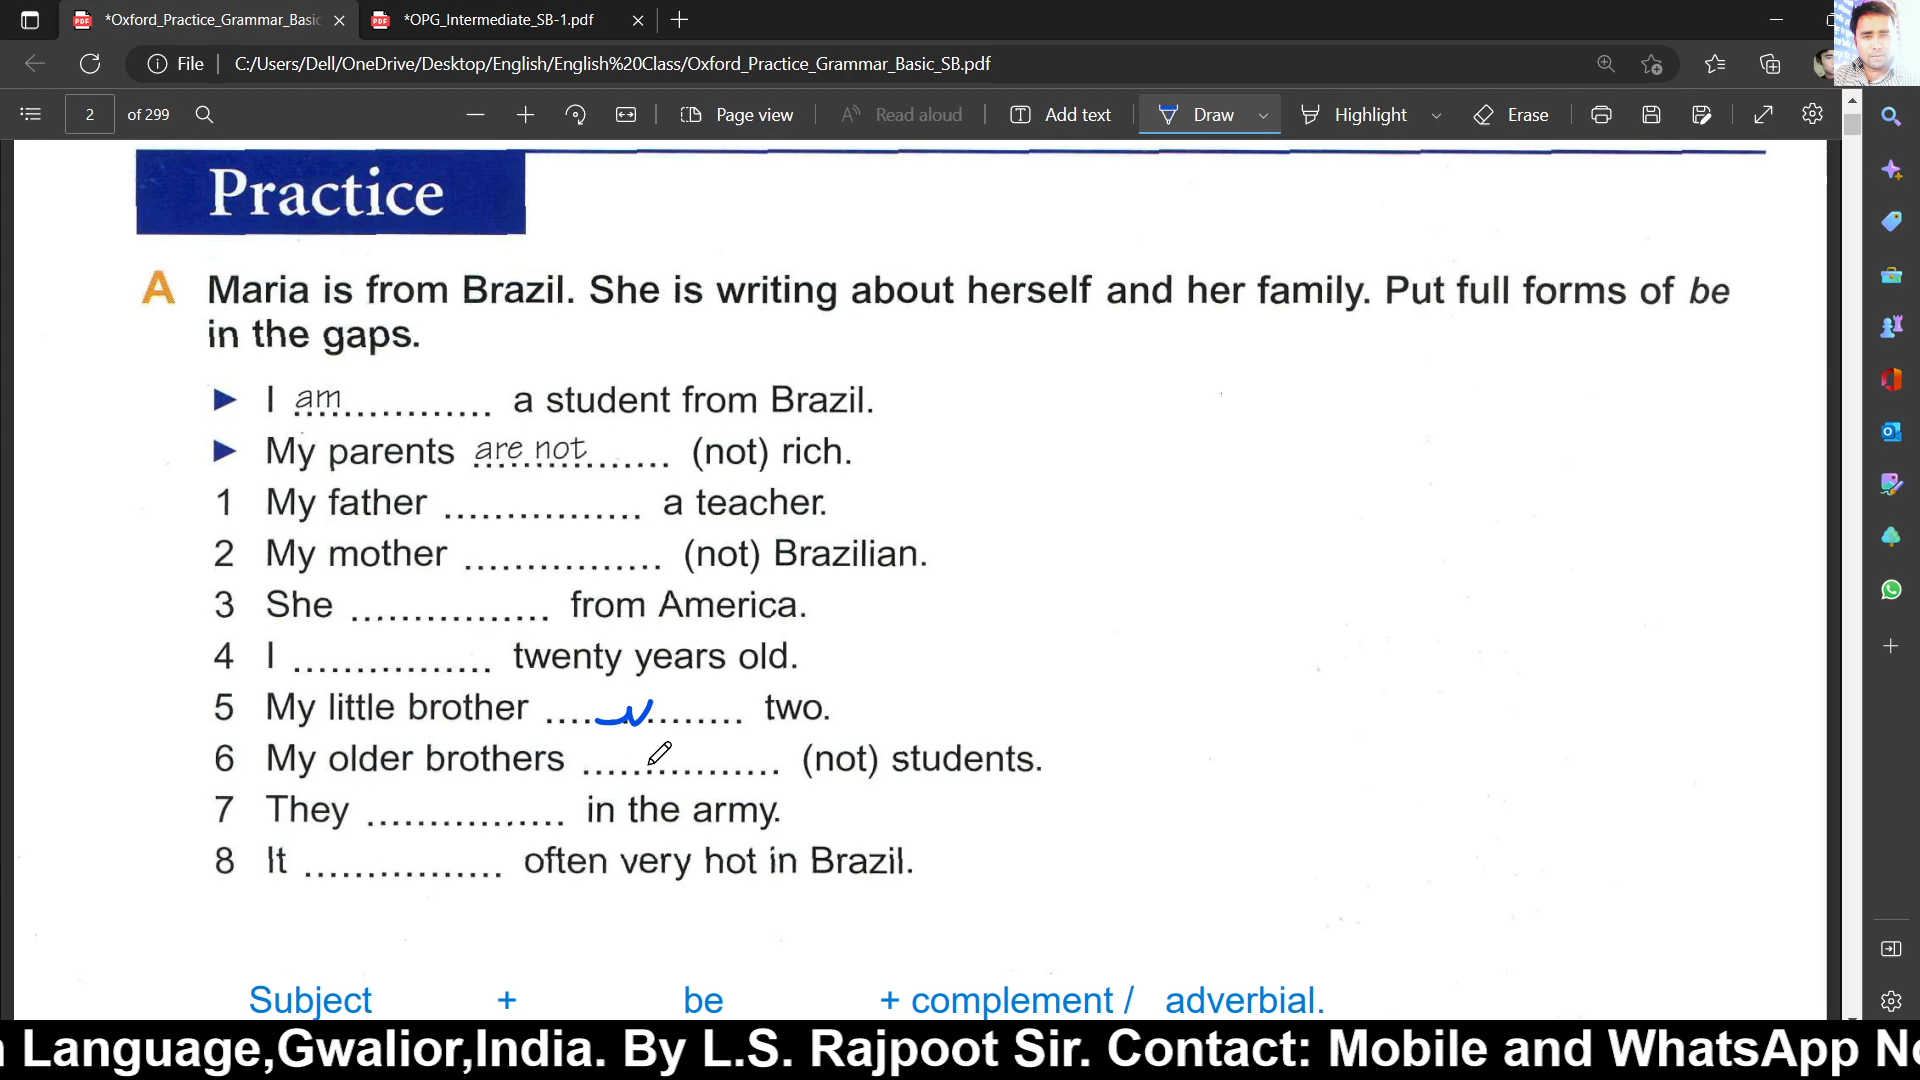 *Oxford_Practice_Grammar_Basic
*OPG_Intermediate_SB-1.pdf
File C:/Users/Dell/OneDrive/Desktop/English/English%20Class/Oxford_Practice_Grammar_Basic_SB.pdf
2 of 299 Page view Read aloud Add text Draw Highlight Erase
Practice
A Maria is from Brazil. She is writing about herself and her family. Put full forms of be
in the gaps.
► I am................ a student from Brazil.
► My parents are not................ (not) rich.
1 My father ................ a teacher.
2 My mother ................ (not) Brazilian.
3 She ................ from America.
4 I ................ twenty years old.
5 My little brother ................ two.
6 My older brothers ................ (not) students.
7 They ................ in the army.
8 It ................ often very hot in Brazil.
Subject + be + complement / adverbial.
Language,Gwalior,India. By L.S. Rajpoot Sir. Contact: Mobile and WhatsApp